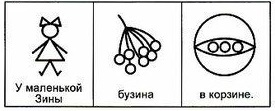 У маленькой
Зины
бузина
в корзине.